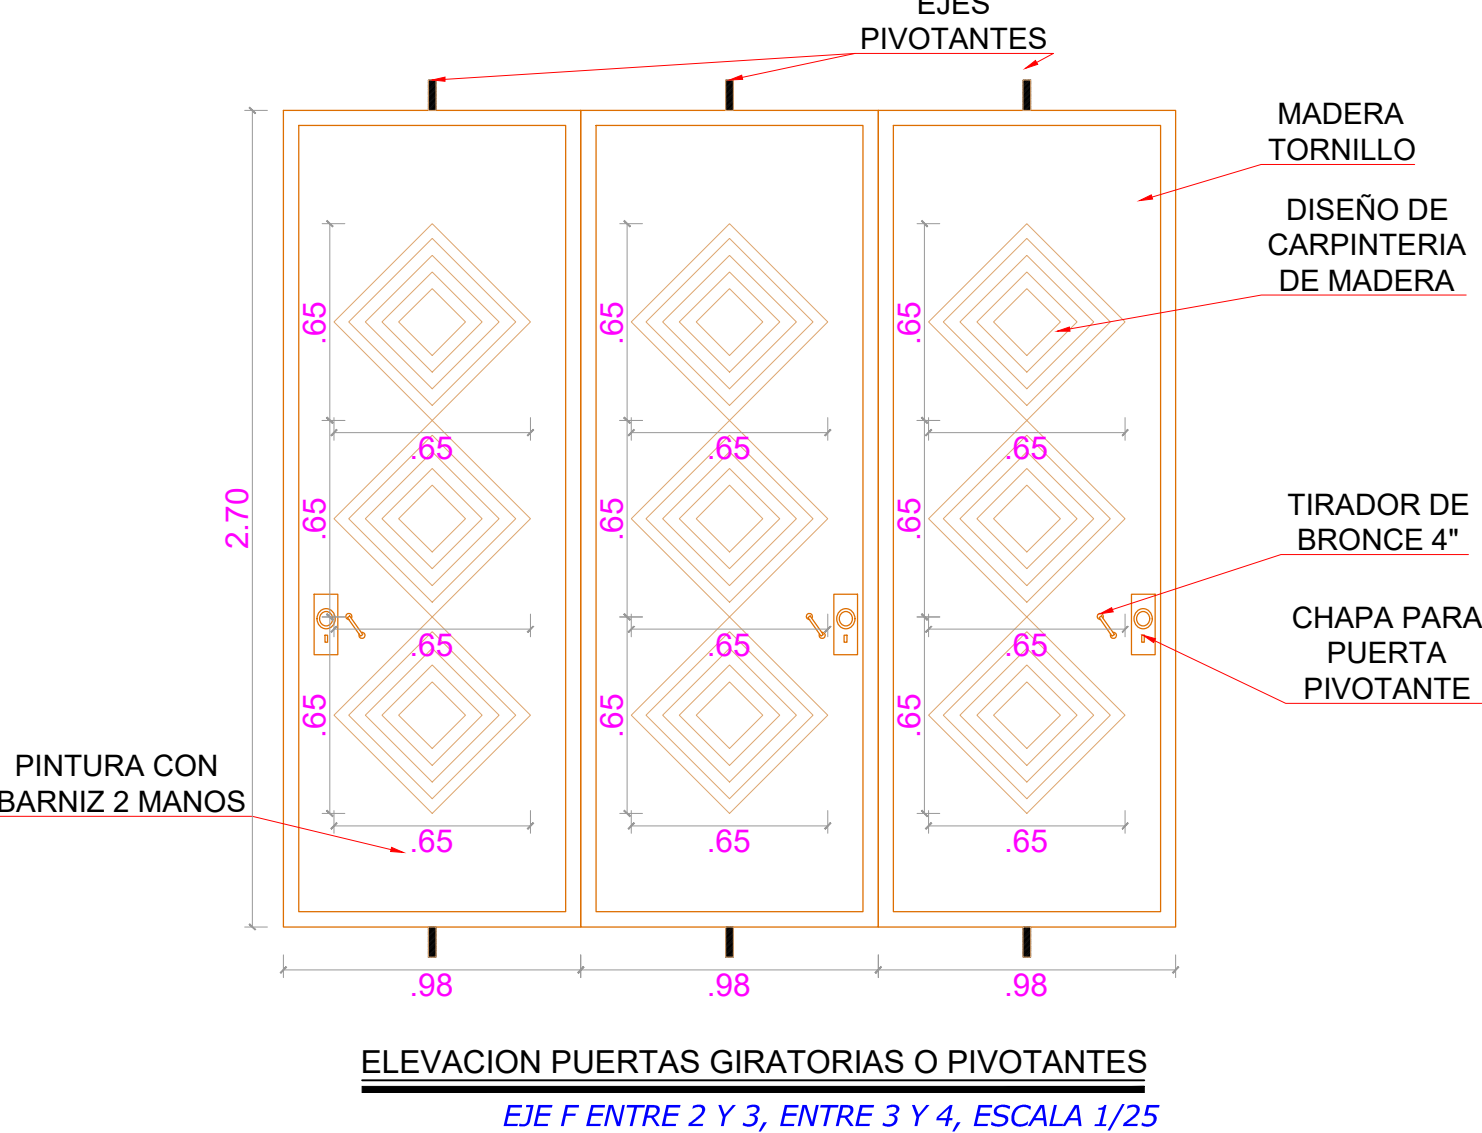 EJES
PIVOTANTES
MADERA
TORNILLO
DISEÑO DE
CARPINTERIA
DE MADERA
.65
.65
.65
.65
.65
.65
2.70
.65
.65
.65
TIRADOR DE
BRONCE 4"
CHAPA PARA
PUERTA
PIVOTANTE
.65
.65
.65
.65
.65
.65
PINTURA CON
BARNIZ 2 MANOS
.65
.65
.65
.98
.98
.98
ELEVACION PUERTAS GIRATORIAS O PIVOTANTES
EJE F ENTRE 2 Y 3, ENTRE 3 Y 4, ESCALA 1/25